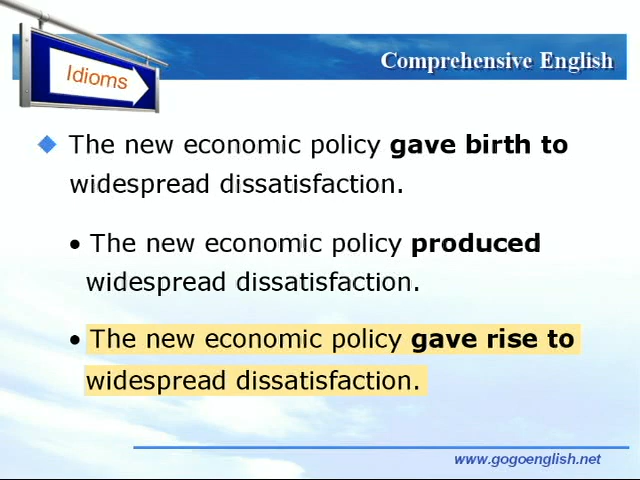 Idioms
Comprehensive English
The new economic policy gave birth to
widespread dissatisfaction.
• The new economic policy produced
widespread dissatisfaction.
• The new economic policy gave rise to
widespread dissatisfaction.
www.gogoenglish.net